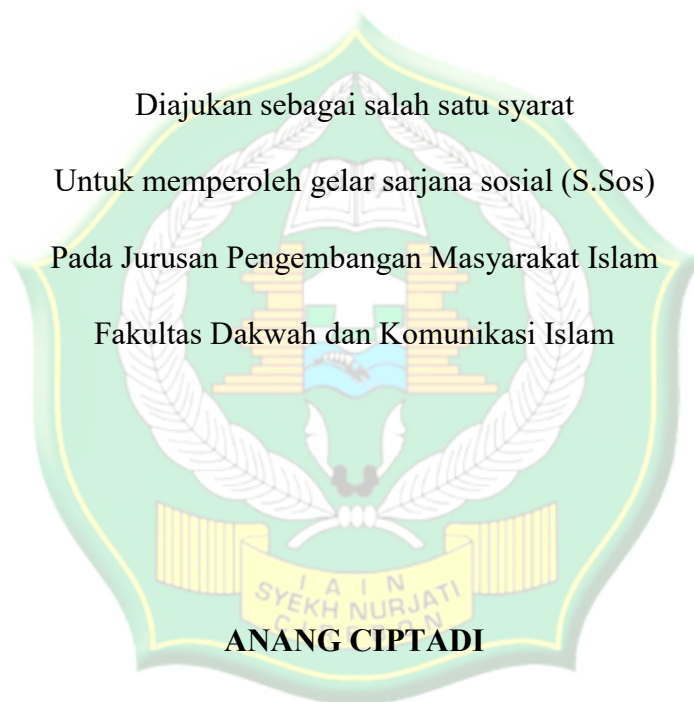 Diajukan sebagai salah satu syarat
Untuk memperoleh gelar sarjana sosial (S.Sos)
Pada Jurusan Pengembangan Masyarakat Islam
Fakultas Dakwah dan Komunikasi Islam
I A I N
SYEKH NURJATI
CIREBON
ANANG CIPTADI